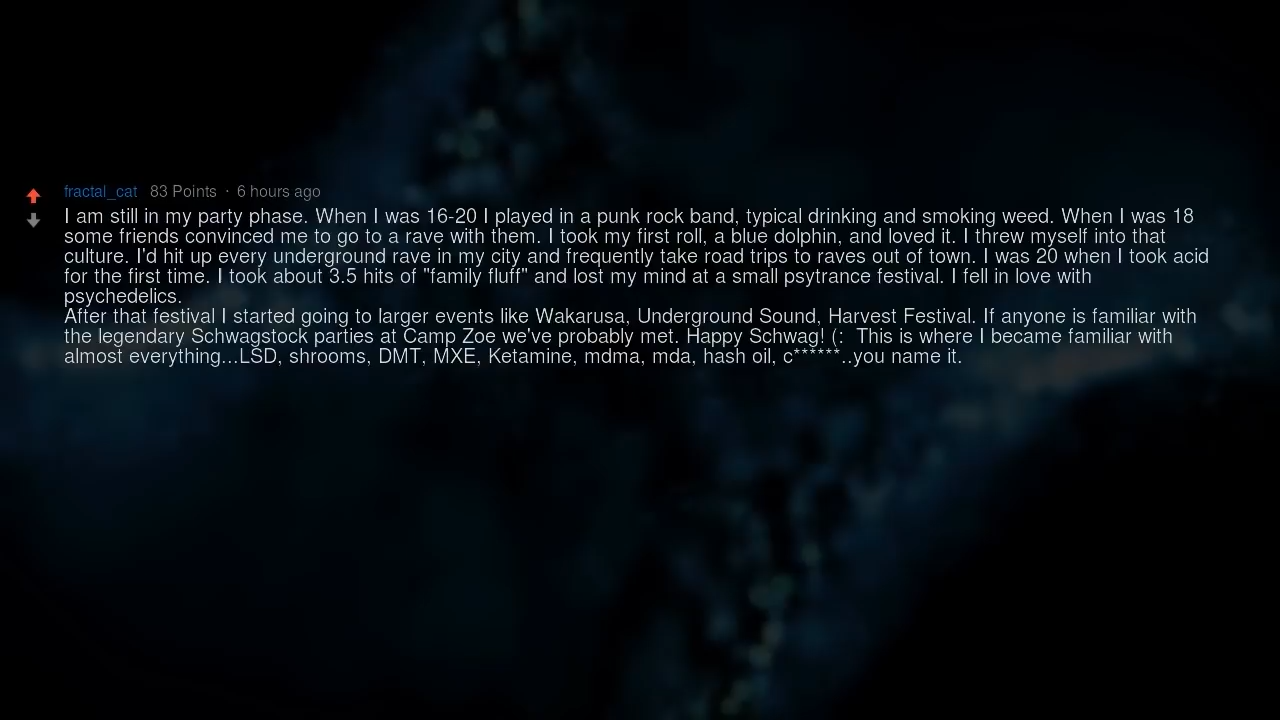 fractal_cat 83 Points · 6 hours ago
I am still in my party phase. When I was 16-20 I played in a punk rock band, typical drinking and smoking weed. When I was 18
some friends convinced me to go to a rave with them. I took my first roll, a blue dolphin, and loved it. I threw myself into that
culture. I'd hit up every underground rave in my city and frequently take road trips to raves out of town. I was 20 when I took acid
for the first time. I took about 3.5 hits of "family fluff" and lost my mind at a small psytrance festival. I fell in love with
psychedelics.
After that festival I started going to larger events like Wakarusa, Underground Sound, Harvest Festival. If anyone is familiar with
the legendary Schwagstock parties at Camp Zoe we've probably met. Happy Schwag! (:  This is where I became familiar with
almost everything...LSD, shrooms, DMT, MXE, Ketamine, mdma, mda, hash oil, c******..you name it.